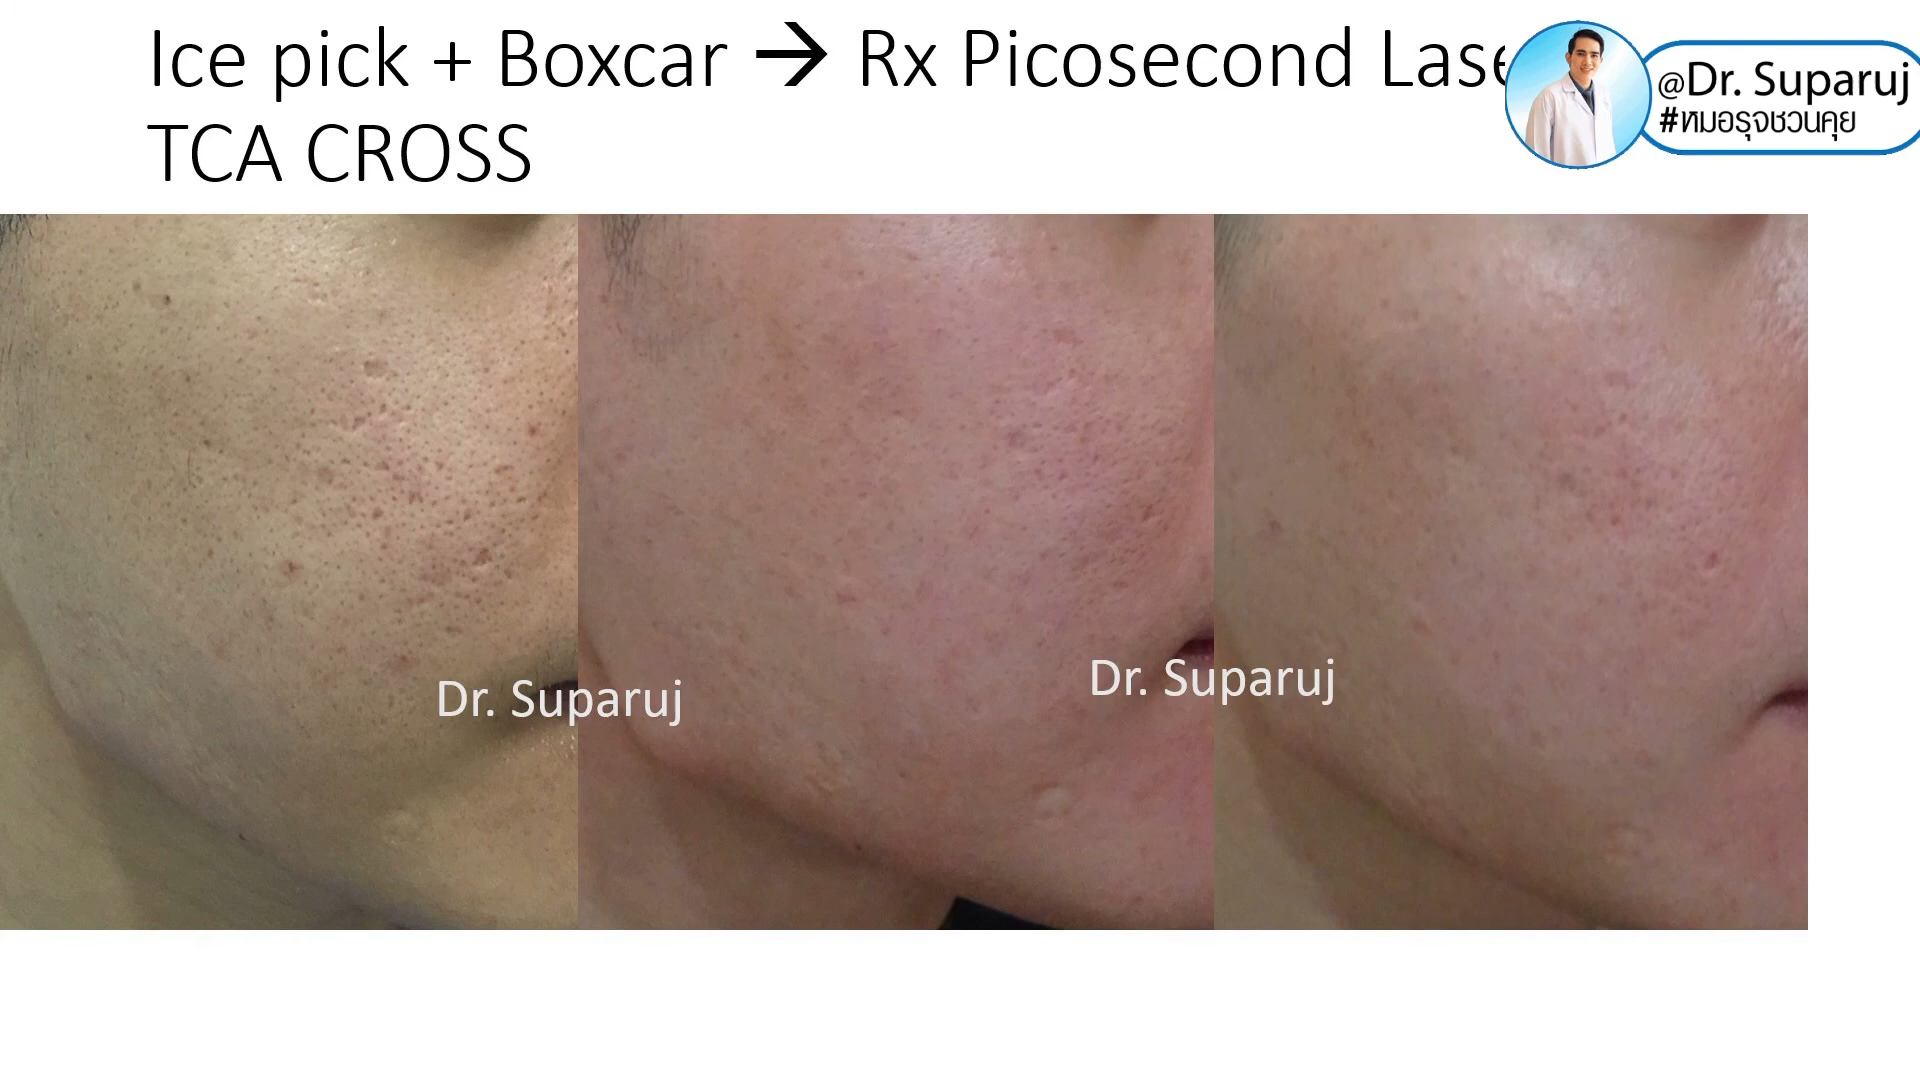 Ice pick + Boxcar → Rx Picosecond Lase
TCA CROSS
@Dr. Suparuj
#หมอรุจชวนคุย
Dr. Suparuj
Dr. Suparuj